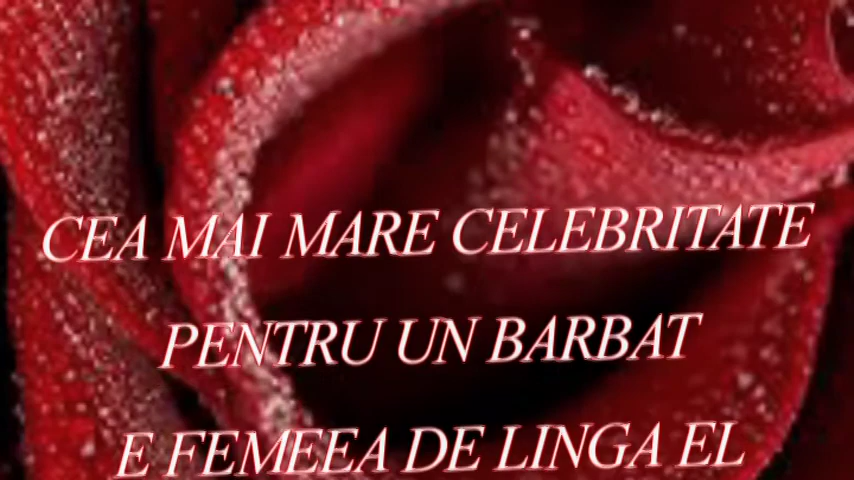 CEA MAI MARE CELEBRITATE
PENTRU UN BARBAT
E FEMEEA DE LINGA EL